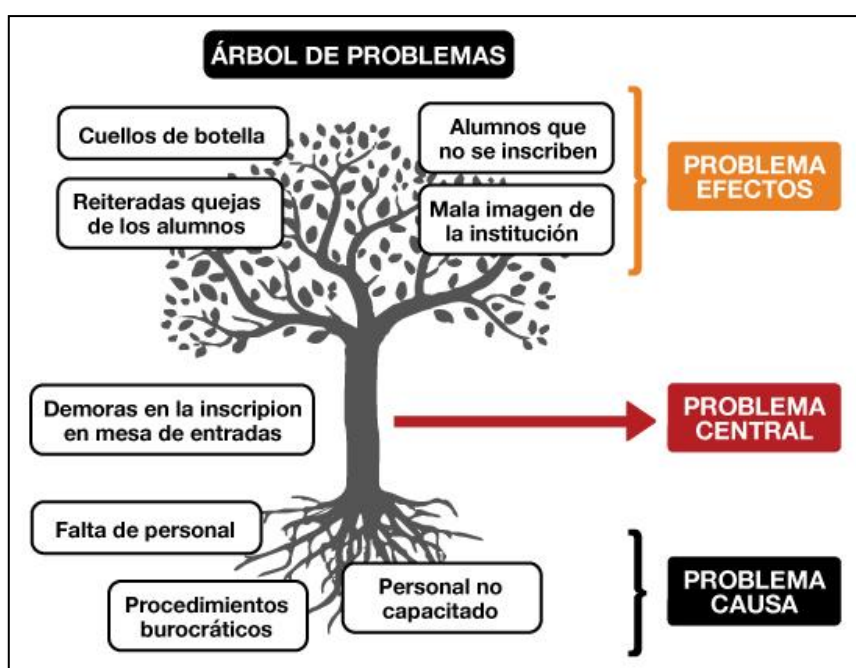 ÁRBOL DE PROBLEMAS
Cuellos de botella
Alumnos que
no se inscriben
Reiteradas quejas
de los alumnos
Mala imagen de
la institución
PROBLEMA
EFECTOS
Demoras en la inscripion
en mesa de entradas
PROBLEMA
CENTRAL
Falta de personal
Procedimientos
burocráticos
Personal no
capacitado
PROBLEMA
CAUSA